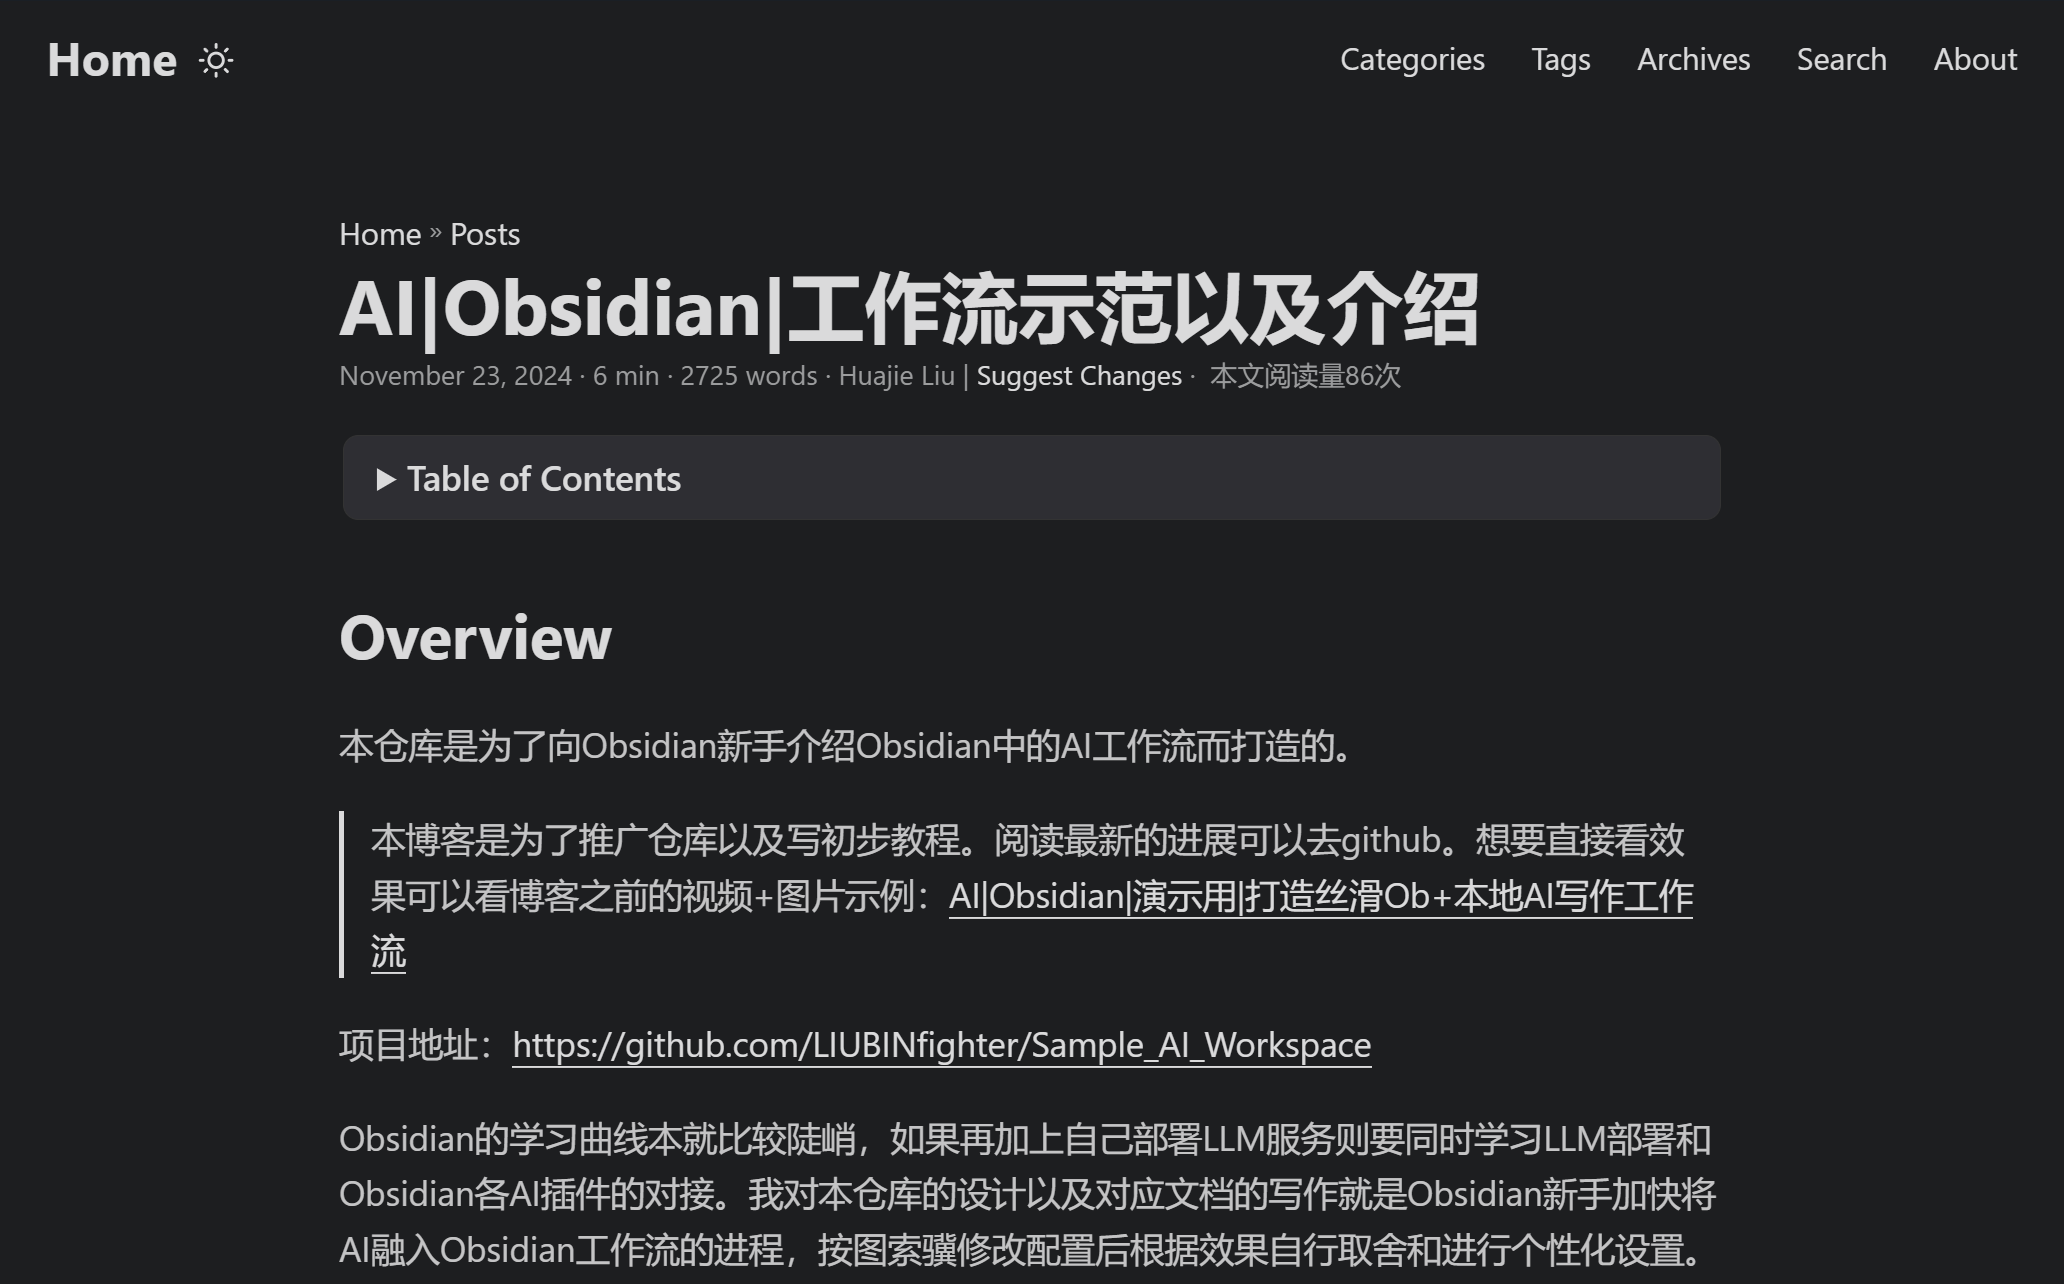 Home
Categories Tags Archives Search About
Home » Posts
AI|Obsidian|工作流示范以及介绍
November 23, 2024 · 6 min · 2725 words · Huajie Liu | Suggest Changes · 本文阅读量86次
Table of Contents
Overview
本仓库是为了向Obsidian新手介绍Obsidian中的AI工作流而打造的。
本博客是为了推广仓库以及写初步教程。阅读最新的进展可以去github。想要直接看效
果可以看博客之前的视频+图片示例：AI|Obsidian|演示用|打造丝滑Ob+本地AI写作工作
流
项目地址：https://github.com/LIUBINfighter/Sample_AI_Workspace
Obsidian的学习曲线本就比较陡峭，如果再加上自己部署LLM服务则要同时学习LLM部署和
Obsidian各AI插件的对接。我对本仓库的设计以及对应文档的写作就是Obsidian新手加快将
AI融入Obsidian工作流的进程，按图索骥修改配置后根据效果自行取舍和进行个性化设置。